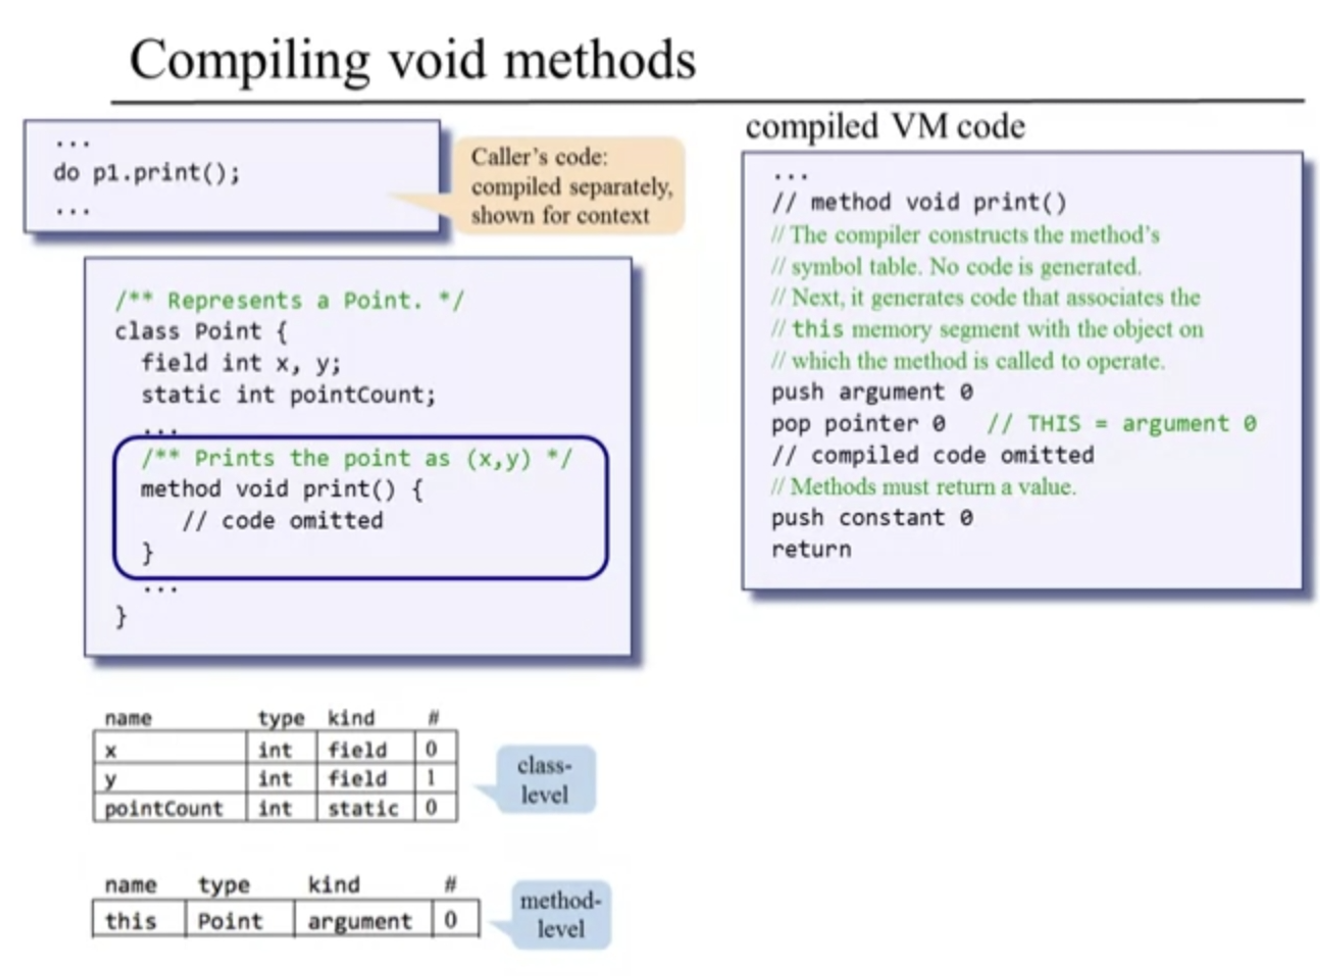 Compiling void methods
...
do p1.print();
...
Caller's code:
compiled separately,
shown for context
/** Represents a Point. */
class Point {
field int x, y;
static int pointCount;
...
/** Prints the point as (x,y) */
method void print() {
// code omitted
}
...
}
name type kind #
x int field 0
y int field 1
pointCount int static 0
class-
level
name type kind #
this Point argument 0
method-
level
compiled VM code
...
// method void print()
// The compiler constructs the method's
// symbol table. No code is generated.
// Next, it generates code that associates the
// this memory segment with the object on
// which the method is called to operate.
push argument 0
pop pointer 0 // THIS = argument 0
// compiled code omitted
// Methods must return a value.
push constant 0
return